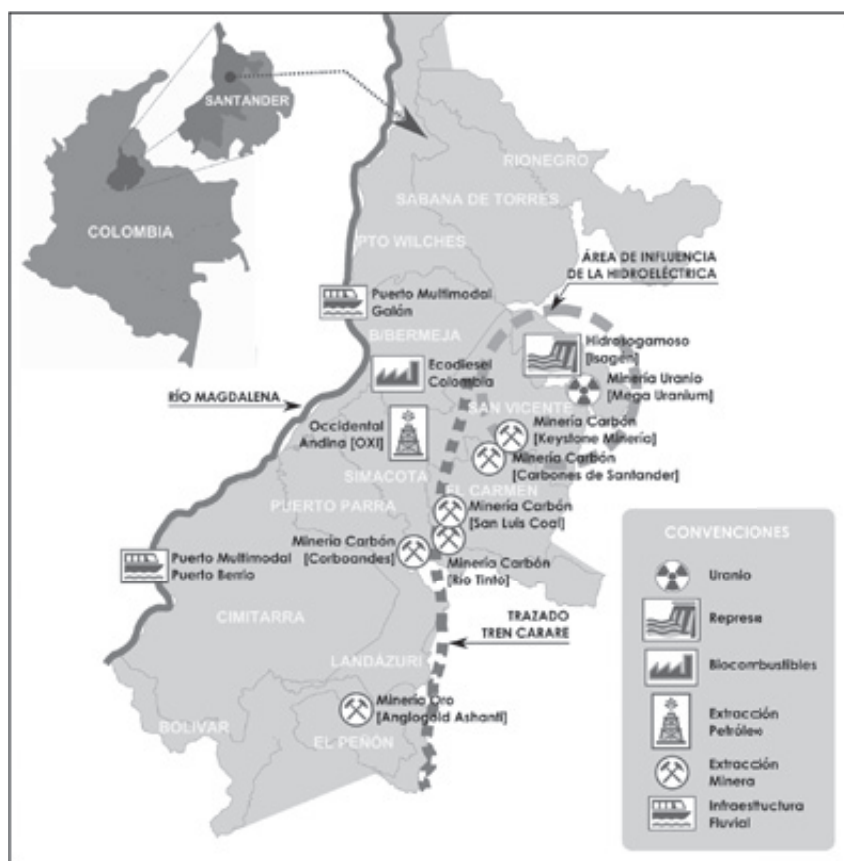 SANTANDER
COLOMBIA
RIONEGRO
SABANA DE TORRES
PTO WILCHES
ÁREA DE INFLUENCIA
DE LA HIDROELÉCTRICA
Puerto Multimodal
Galán
B/BERMEJA
Hidrosogamoso
[Isagen]
Ecodiesel
Colombia
Minería Uranio
[Mega Uranium]
RÍO MAGDALENA
SAN VICENTE
Occidental
Andina [OXI]
Minería Carbón
[Keystone Minería]
Minería Carbón
[Carbones de Santander]
SIMACOTA
EL CARMEN
PUERTO PARRA
Minería Carbón
[San Luis Coal]
Minería Carbón
[Corboandes]
Minería Carbón
[Río Tinto]
Puerto Multimodal
Puerto Berrio
CIMITARRA
TRAZADO
TREN CARARE
LANDÁZURI
Minería Oro
[Anglogold Ashanti]
BOLIVAR
EL PEÑÓN
CONVENCIONES
Uranio
Represa
Biocombustibles
Extracción
Petróleo
Extracción
Minera
Infraestuctura
Fluvial